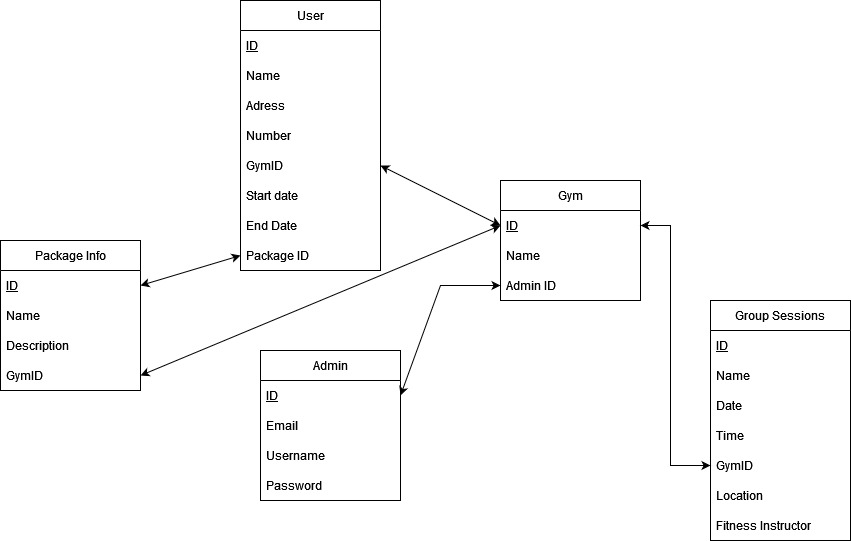 User
ID
Name
Adress
Number
GymID
Start date
End Date
Package ID
Gym
ID
Name
Admin ID
Package Info
ID
Name
Description
GymID
Admin
ID
Email
Username
Password
Group Sessions
ID
Name
Date
Time
GymID
Location
Fitness Instructor